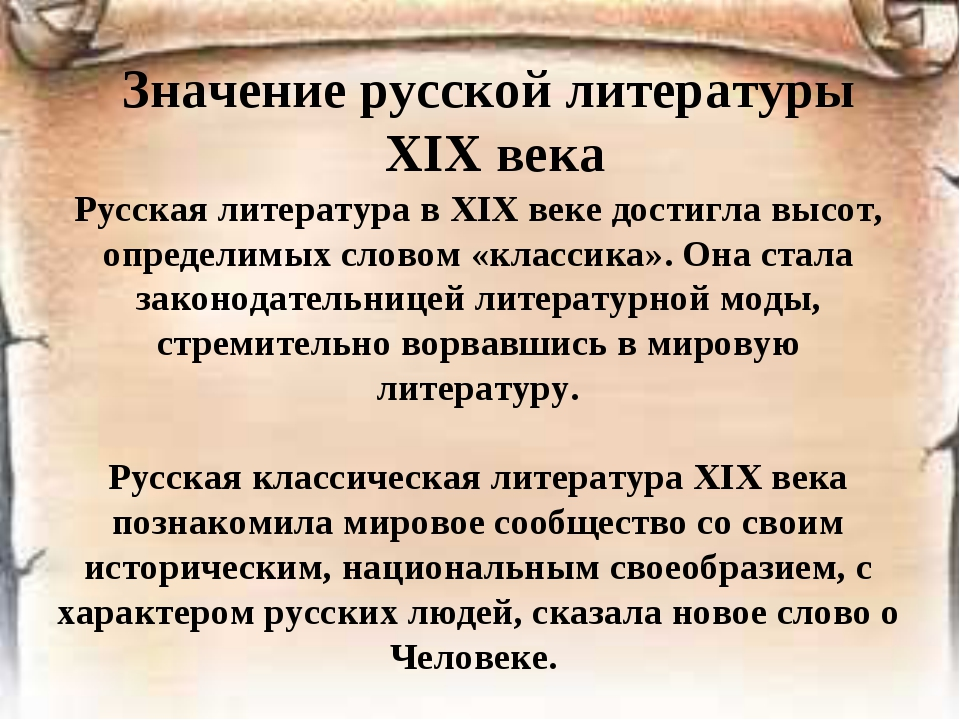 Значение русской литературы
XIX века
Русская литература в XIX веке достигла высот,
определимых словом «классика». Она стала
законодательницей литературной моды,
стремительно ворвавшись в мировую
литературу.
Русская классическая литература XIX века
познакомила мировое сообщество со своим
историческим, национальным своеобразием, с
характером русских людей, сказала новое слово о
Человеке.